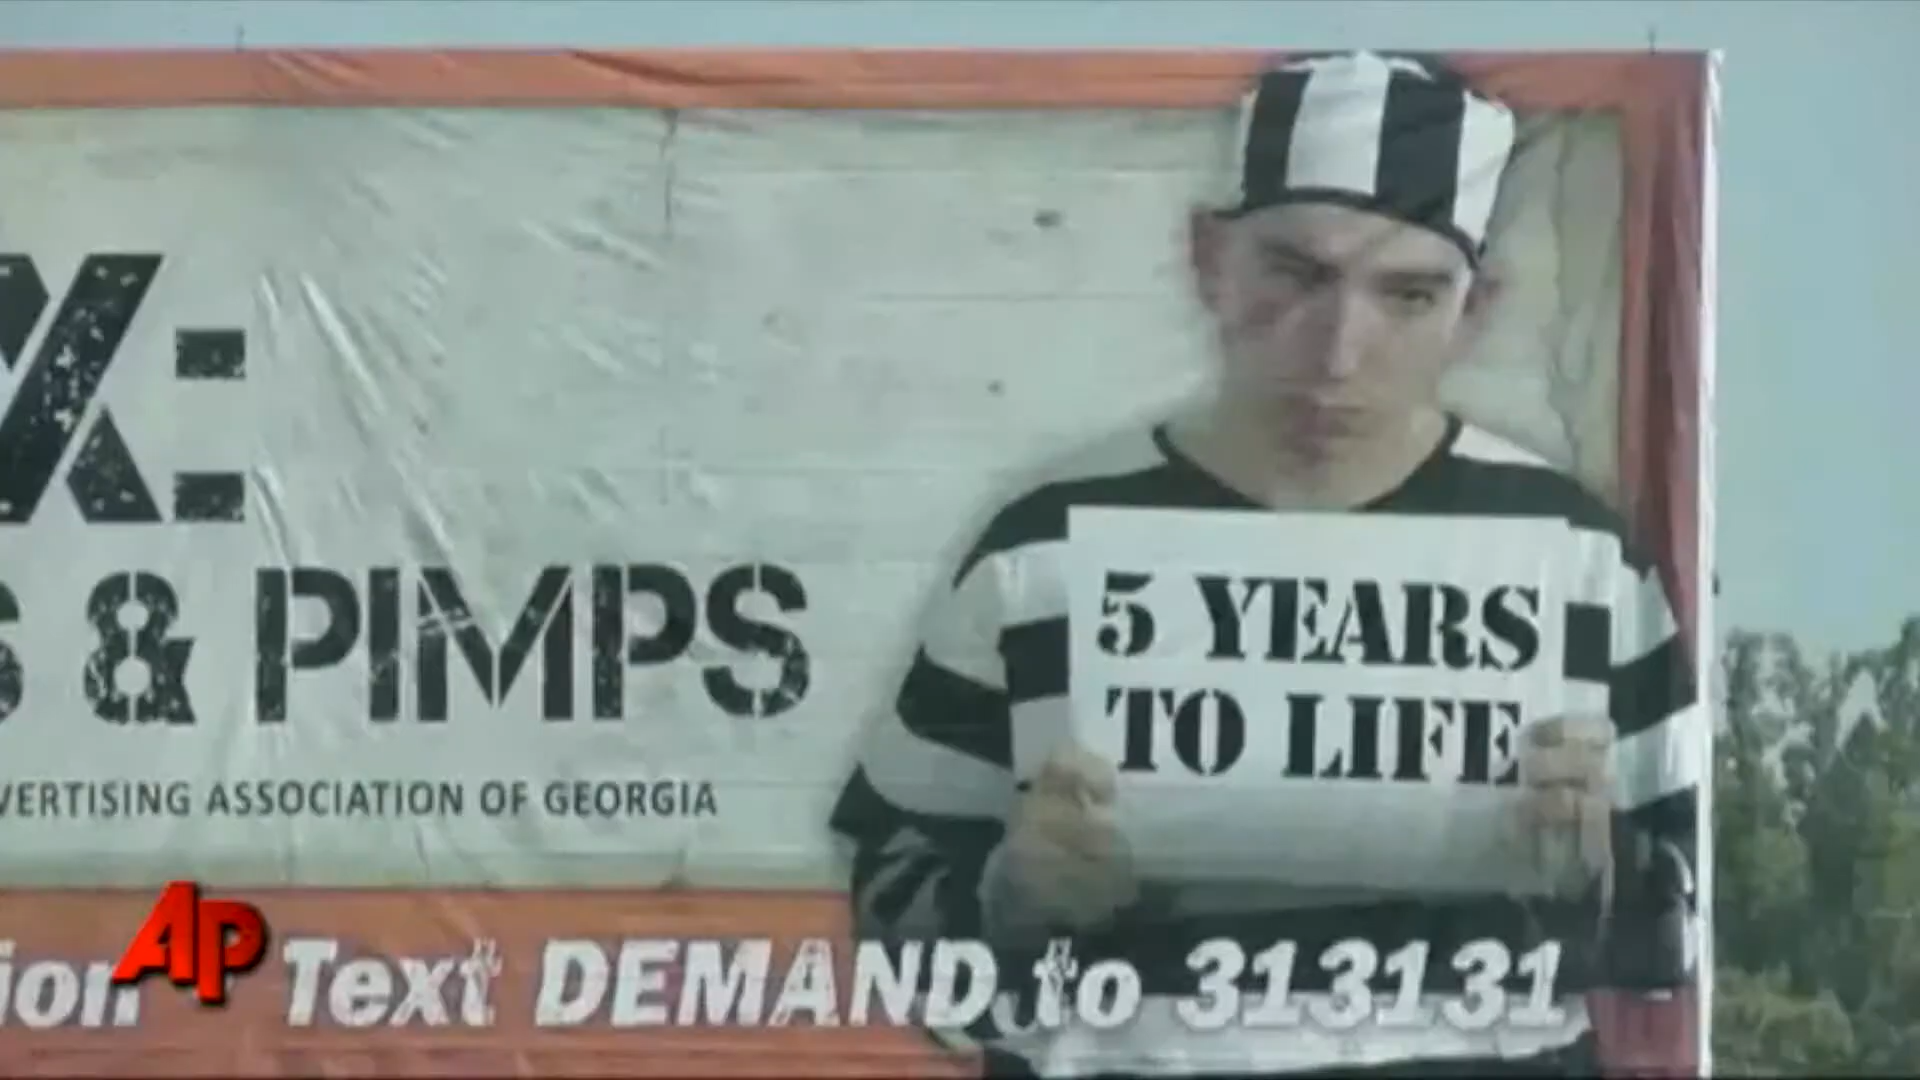 X:
S & PIMPS
VERTISING ASSOCIATION OF GEORGIA
5 YEARS
TO LIFE
ion AP Text DEMAND to 313131